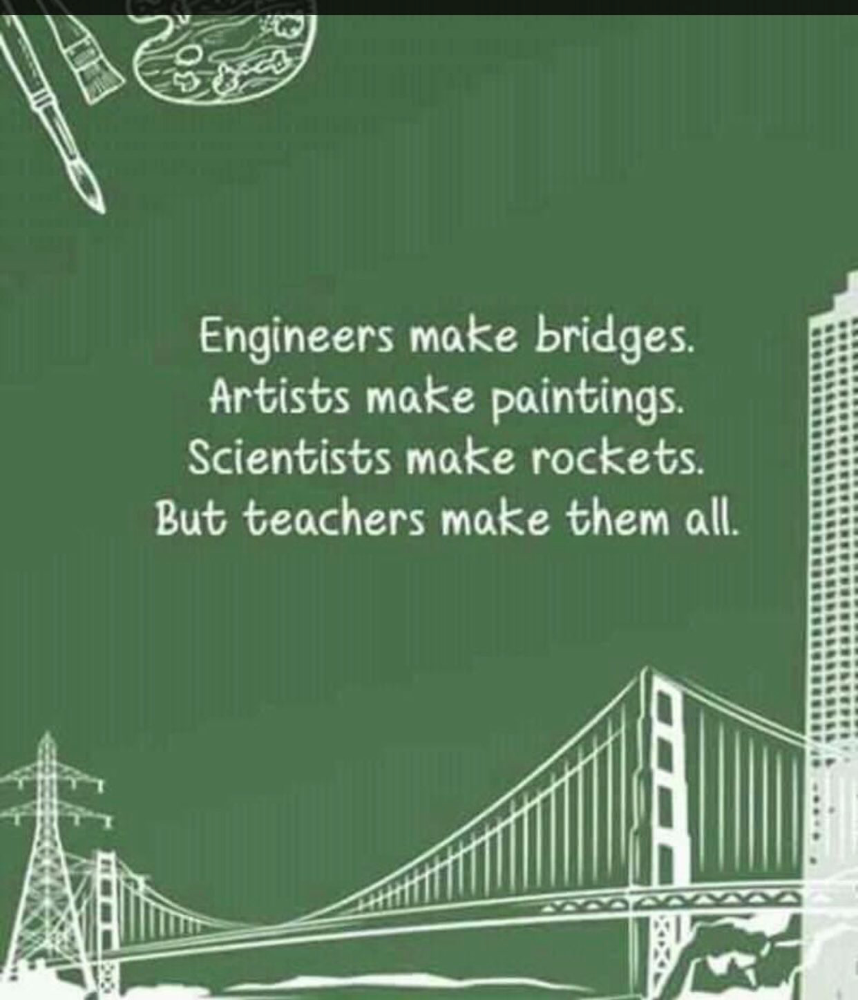 Engineers make bridges.
Artists make paintings.
Scientists make rockets.
But teachers make them all.